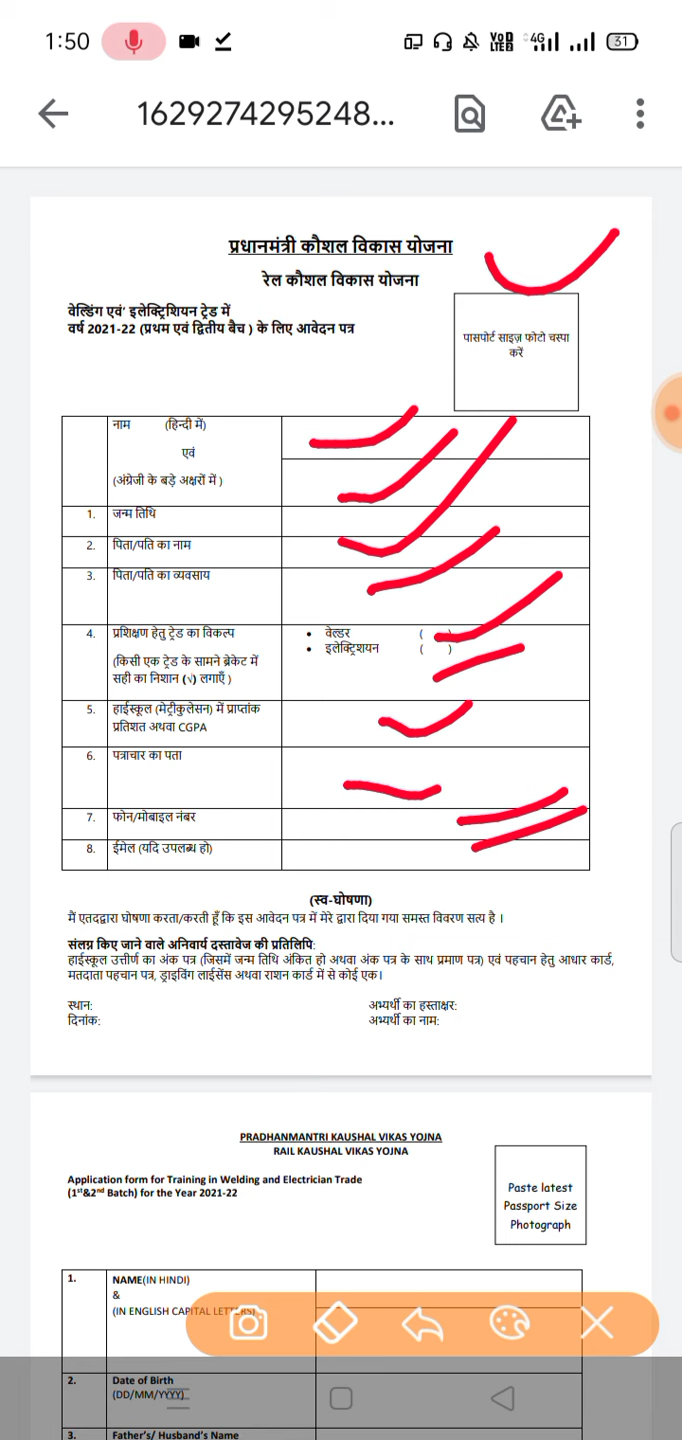 1:50
VoD LTE 2 4G 31
1629274295248...
प्रधानमंत्री कौशल विकास योजना
रेल कौशल विकास योजना
वेल्डिंग एवं' इलेक्ट्रिशियन ट्रेड में
वर्ष 2021-22 (प्रथम एवं द्वितीय बैच ) के लिए आवेदन पत्र
पासपोर्ट साइज़ फोटो चस्पा
करें
नाम (हिन्दी में)
एवं
(अंग्रेजी के बड़े अक्षरों में )
1. जन्म तिथि
2. पिता/पति का नाम
3. पिता/पति का व्यवसाय
4. प्रशिक्षण हेतु ट्रेड का विकल्प
(किसी एक ट्रेड के सामने ब्रेकेट में
सही का निशान (√) लगाएँ )
• वेल्डर ( )
• इलेक्ट्रिशियन ( )
5. हाईस्कूल (मेट्रीकुलेसन) में प्राप्तांक
प्रतिशत अथवा CGPA
6. पत्राचार का पता
7. फोन/मोबाइल नंबर
8. ईमेल (यदि उपलब्ध हो)
(स्व-घोषणा)
मैं एतदद्वारा घोषणा करता/करती हूँ कि इस आवेदन पत्र में मेरे द्वारा दिया गया समस्त विवरण सत्य है ।
संलग्न किए जाने वाले अनिवार्य दस्तावेज की प्रतिलिपि:
हाईस्कूल उत्तीर्ण का अंक पत्र (जिसमें जन्म तिथि अंकित हो अथवा अंक पत्र के साथ प्रमाण पत्र) एवं पहचान हेतु आधार कार्ड,
मतदाता पहचान पत्र, ड्राइविंग लाईसेंस अथवा राशन कार्ड में से कोई एक।
स्थान: अभ्यर्थी का हस्ताक्षर:
दिनांक: अभ्यर्थी का नाम:
PRADHANMANTRI KAUSHAL VIKAS YOJNA
RAIL KAUSHAL VIKAS YOJNA
Application form for Training in Welding and Electrician Trade
(1st&2nd Batch) for the Year 2021-22
Paste latest
Passport Size
Photograph
1. NAME(IN HINDI)
&
(IN ENGLISH CAPITAL LETTERS)
2. Date of Birth
(DD/MM/YYYY)
3. Father's/ Husband's Name